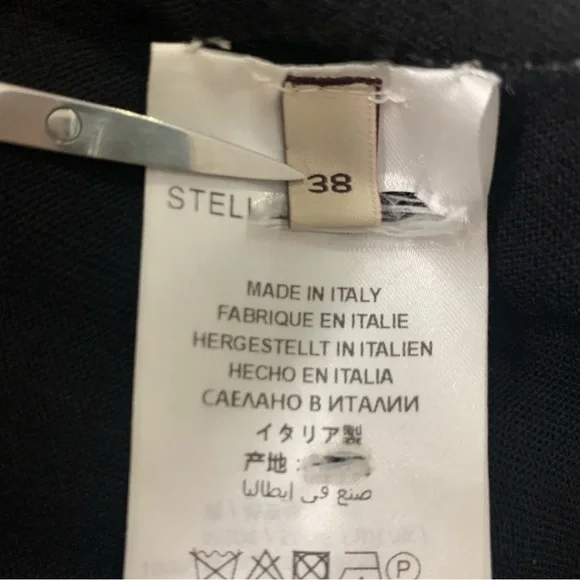 38
STELL
MADE IN ITALY
FABRIQUE EN ITALIE
HERGESTELLT IN ITALIEN
HECHO EN ITALIA
СДЕЛАНО В ИТАЛИИ
イタリア製
产地：
صنع في إيطاليا
P